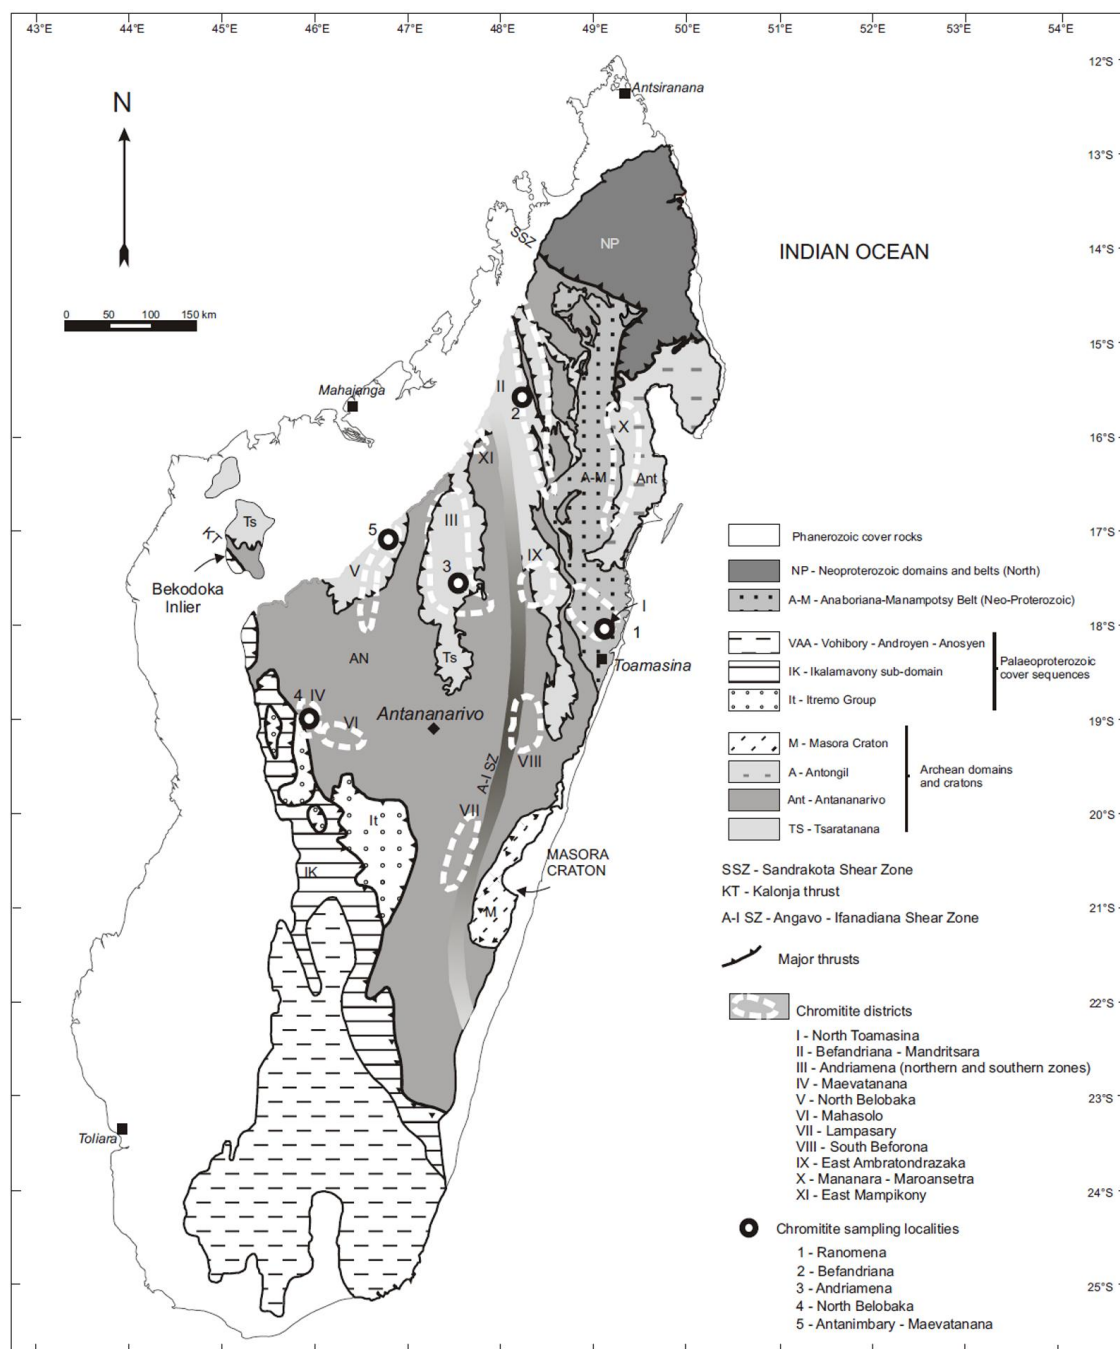 43°E 44°E 45°E 46°E 47°E 48°E 49°E 50°E 51°E 52°E 53°E 54°E
12°S
Antsiranana
N
13°S
SSZ
NP
14°S
INDIAN OCEAN
0 50 100 150 km
15°S
Mahajanga
II
2
16°S
X
XI
A-M
Ant
III
5
17°S
Ts
KT
IX
Bekodoka
Inlier
V
3
I
1
18°S
AN
Ts
Toamasina
4 IV
VI
Antananarivo
19°S
VIII
A-I SZ
VII
20°S
It
MASORA
CRATON
IK
M
21°S
22°S
23°S
Toliara
24°S
25°S
Phanerozoic cover rocks
NP - Neoproterozoic domains and belts (North)
A-M - Anaboriana-Manampotsy Belt (Neo-Proterozoic)
VAA - Vohibory - Androyen - Anosyen
IK - Ikalamavony sub-domain
It - Itremo Group
Palaeoproterozoic
cover sequences
M - Masora Craton
A - Antongil
Ant - Antananarivo
TS - Tsaratanana
Archean domains
and cratons
SSZ - Sandrakota Shear Zone
KT - Kalonja thrust
A-I SZ - Angavo - Ifanadiana Shear Zone
Major thrusts
Chromitite districts
I - North Toamasina
II - Befandriana - Mandritsara
III - Andriamena (northern and southern zones)
IV - Maevatanana
V - North Belobaka
VI - Mahasolo
VII - Lampasary
VIII - South Beforona
IX - East Ambratondrazaka
X - Mananara - Maroansetra
XI - East Mampikony
Chromitite sampling localities
1 - Ranomena
2 - Befandriana
3 - Andriamena
4 - North Belobaka
5 - Antanimbary - Maevatanana